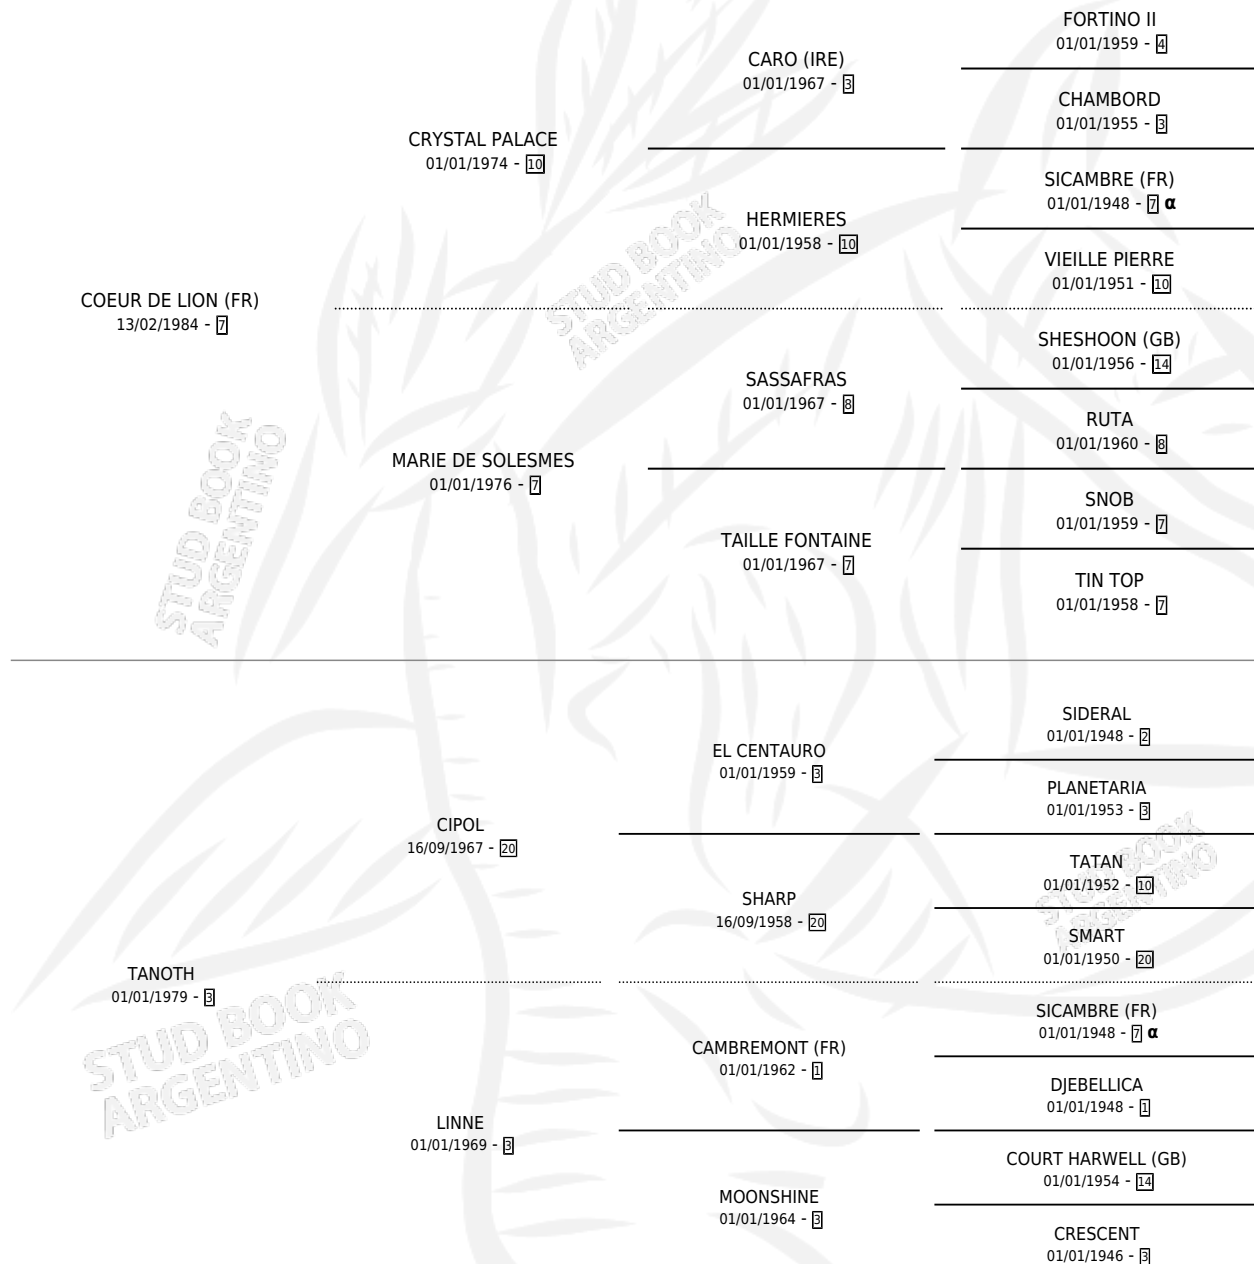 FORTINO II
01/01/1959 - 4
CARO (IRE)
01/01/1967 - 3
CHAMBORD
01/01/1955 - 3
CRYSTAL PALACE
01/01/1974 - 10
SICAMBRE (FR)
01/01/1948 - 7 α
HERMIERES
01/01/1958 - 10
VIEILLE PIERRE
01/01/1951 - 10
COEUR DE LION (FR)
13/02/1984 - 7
SHESHOON (GB)
01/01/1956 - 14
SASSAFRAS
01/01/1967 - 8
RUTA
01/01/1960 - 8
MARIE DE SOLESMES
01/01/1976 - 7
SNOB
01/01/1959 - 7
TAILLE FONTAINE
01/01/1967 - 7
TIN TOP
01/01/1958 - 7
SIDERAL
01/01/1948 - 2
EL CENTAURO
01/01/1959 - 3
PLANETARIA
01/01/1953 - 3
CIPOL
16/09/1967 - 20
TATAN
01/01/1952 - 10
SHARP
16/09/1958 - 20
SMART
01/01/1950 - 20
TANOTH
01/01/1979 - 3
SICAMBRE (FR)
01/01/1948 - 7 α
CAMBREMONT (FR)
01/01/1962 - 1
DJEBELLICA
01/01/1948 - 1
LINNE
01/01/1969 - 3
COURT HARWELL (GB)
01/01/1954 - 14
MOONSHINE
01/01/1964 - 3
CRESCENT
01/01/1946 - 3
STUD BOOK
ARGENTINO
STUD BOOK
ARGENTINO
STUD BOOK
ARGENTINO
STUD BOOK
ARGENTINO